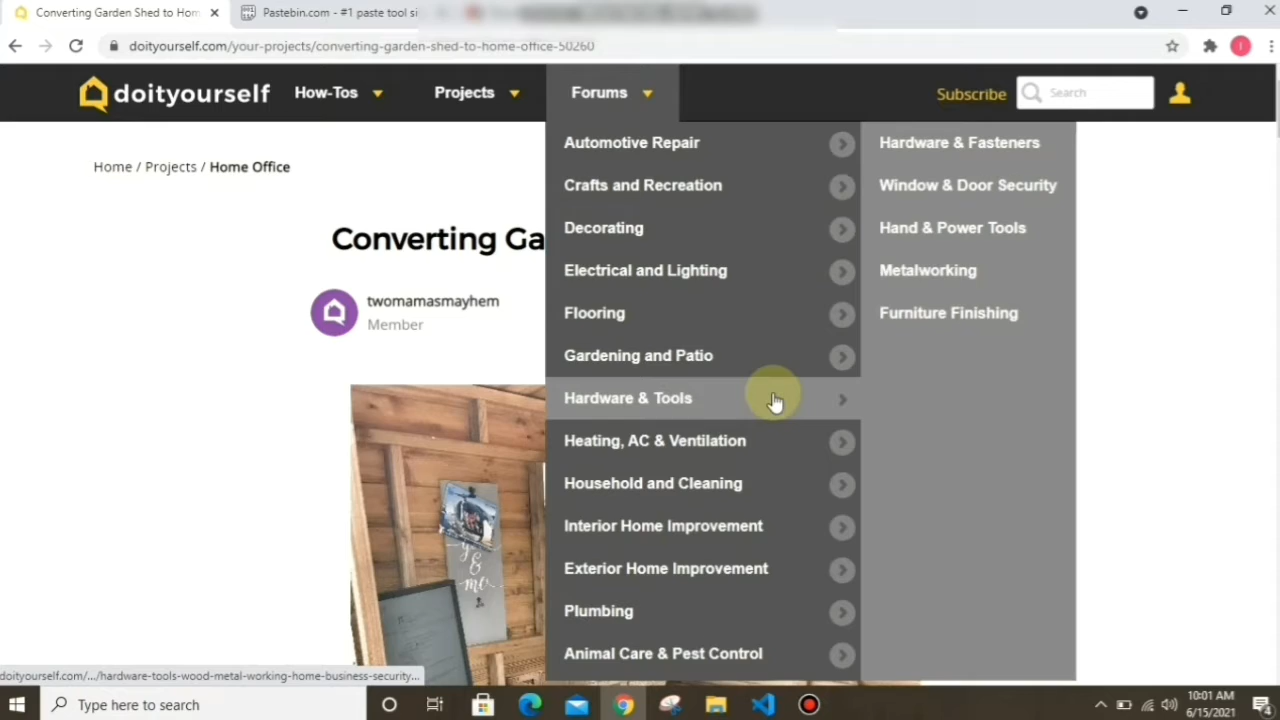 Converting Garden Shed to Hom
Pastebin.com - #1 paste tool si
doityourself.com/your-projects/converting-garden-shed-to-home-office-50260
doityourself How-Tos Projects Forums Subscribe Search
Home / Projects / Home Office
Converting Ga
twomamasmayhem
Member
Automotive Repair
Crafts and Recreation
Decorating
Electrical and Lighting
Flooring
Gardening and Patio
Hardware & Tools
Heating, AC & Ventilation
Household and Cleaning
Interior Home Improvement
Exterior Home Improvement
Plumbing
Animal Care & Pest Control
Hardware & Fasteners
Window & Door Security
Hand & Power Tools
Metalworking
Furniture Finishing
&
me
doityourself.com/.../hardware-tools-wood-metal-working-home-business-security...
Type here to search
10:01 AM
6/15/2021